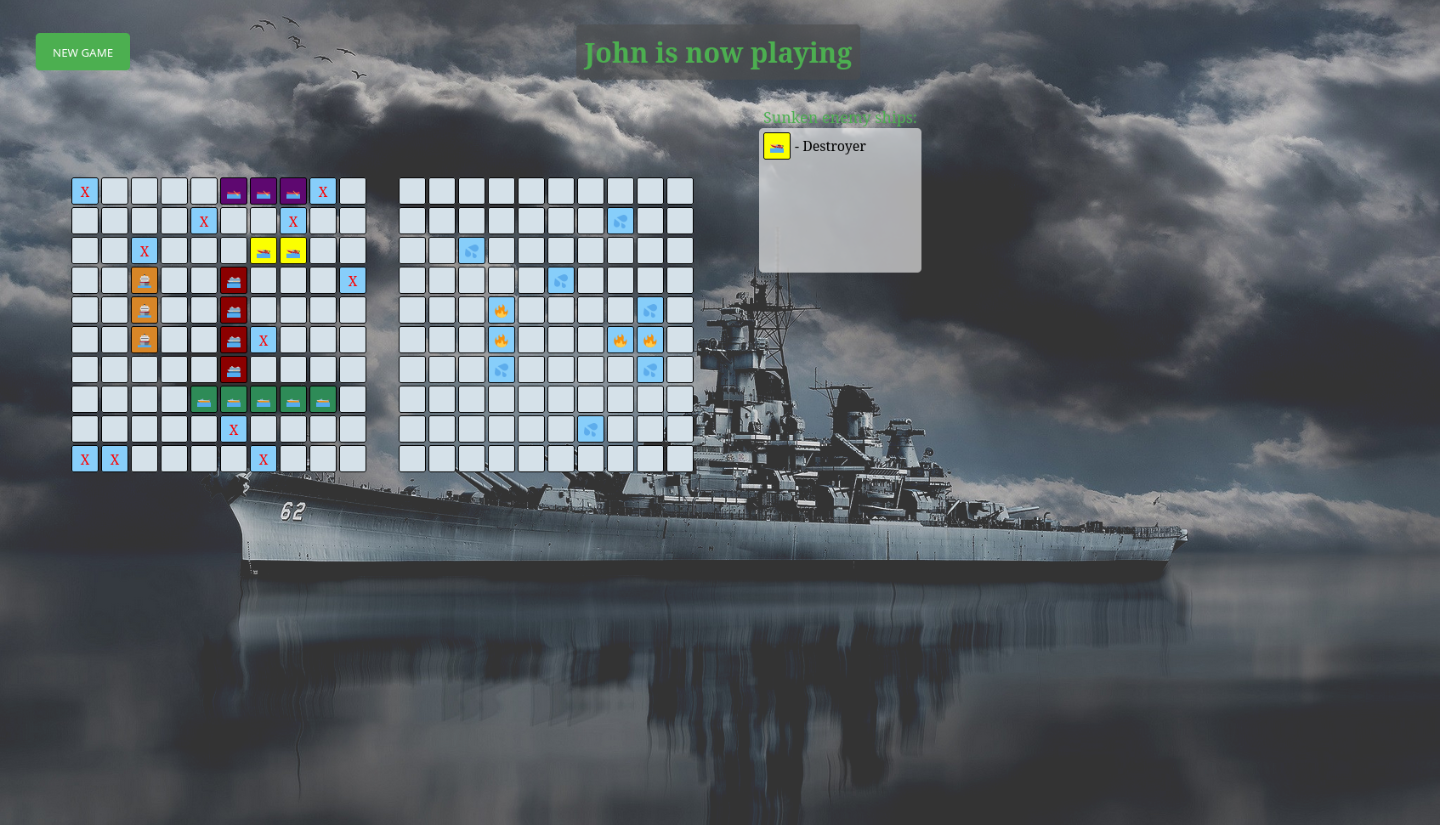 NEW GAME
John is now playing
Sunken enemy ships:
- Destroyer
X X
X X
X
X
X
X
X X X
62